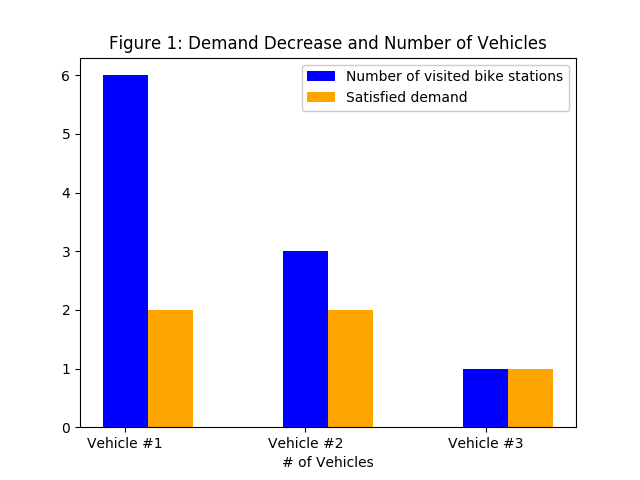 Figure 1: Demand Decrease and Number of Vehicles
Number of visited bike stations
Satisfied demand
6
5
4
3
2
1
0
Vehicle #1
Vehicle #2
Vehicle #3
# of Vehicles